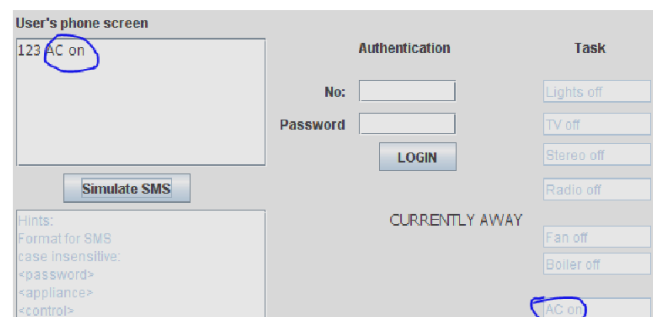 User's phone screen
123 AC on
Simulate SMS
Hints:
Format for SMS
case insensitive:
<password>
<appliance>
<control>
Authentication
No:
Password
LOGIN
CURRENTLY AWAY
Task
Lights off
TV off
Stereo off
Radio off
Fan off
Boiler off
AC on